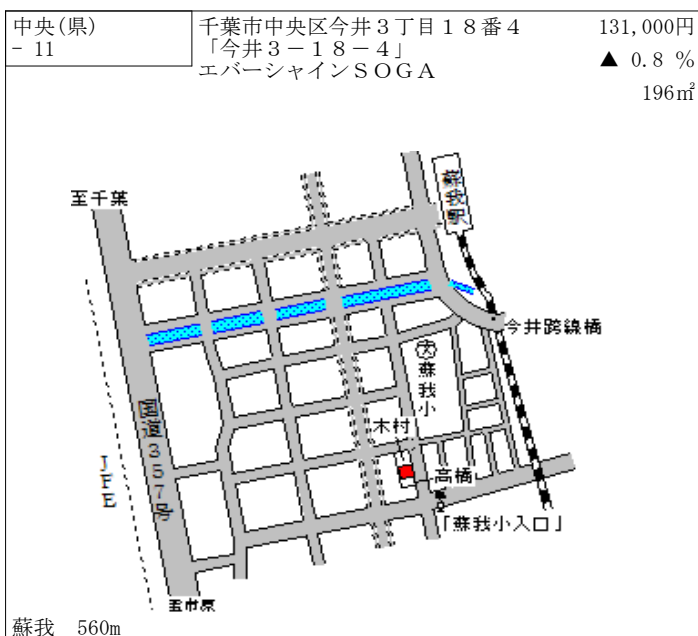 中央(県)
- 11
千葉市中央区今井３丁目１８番４
「今井３－１８－４」
エバーシャインＳＯＧＡ
131,000円
▲ 0.8 %
196㎡
至千葉
蘇我駅
今井跨線橋
蘇我小
国道３５７号
木村
ＪＦＥ
高橋
「蘇我小入口」
至市原
蘇我　560m